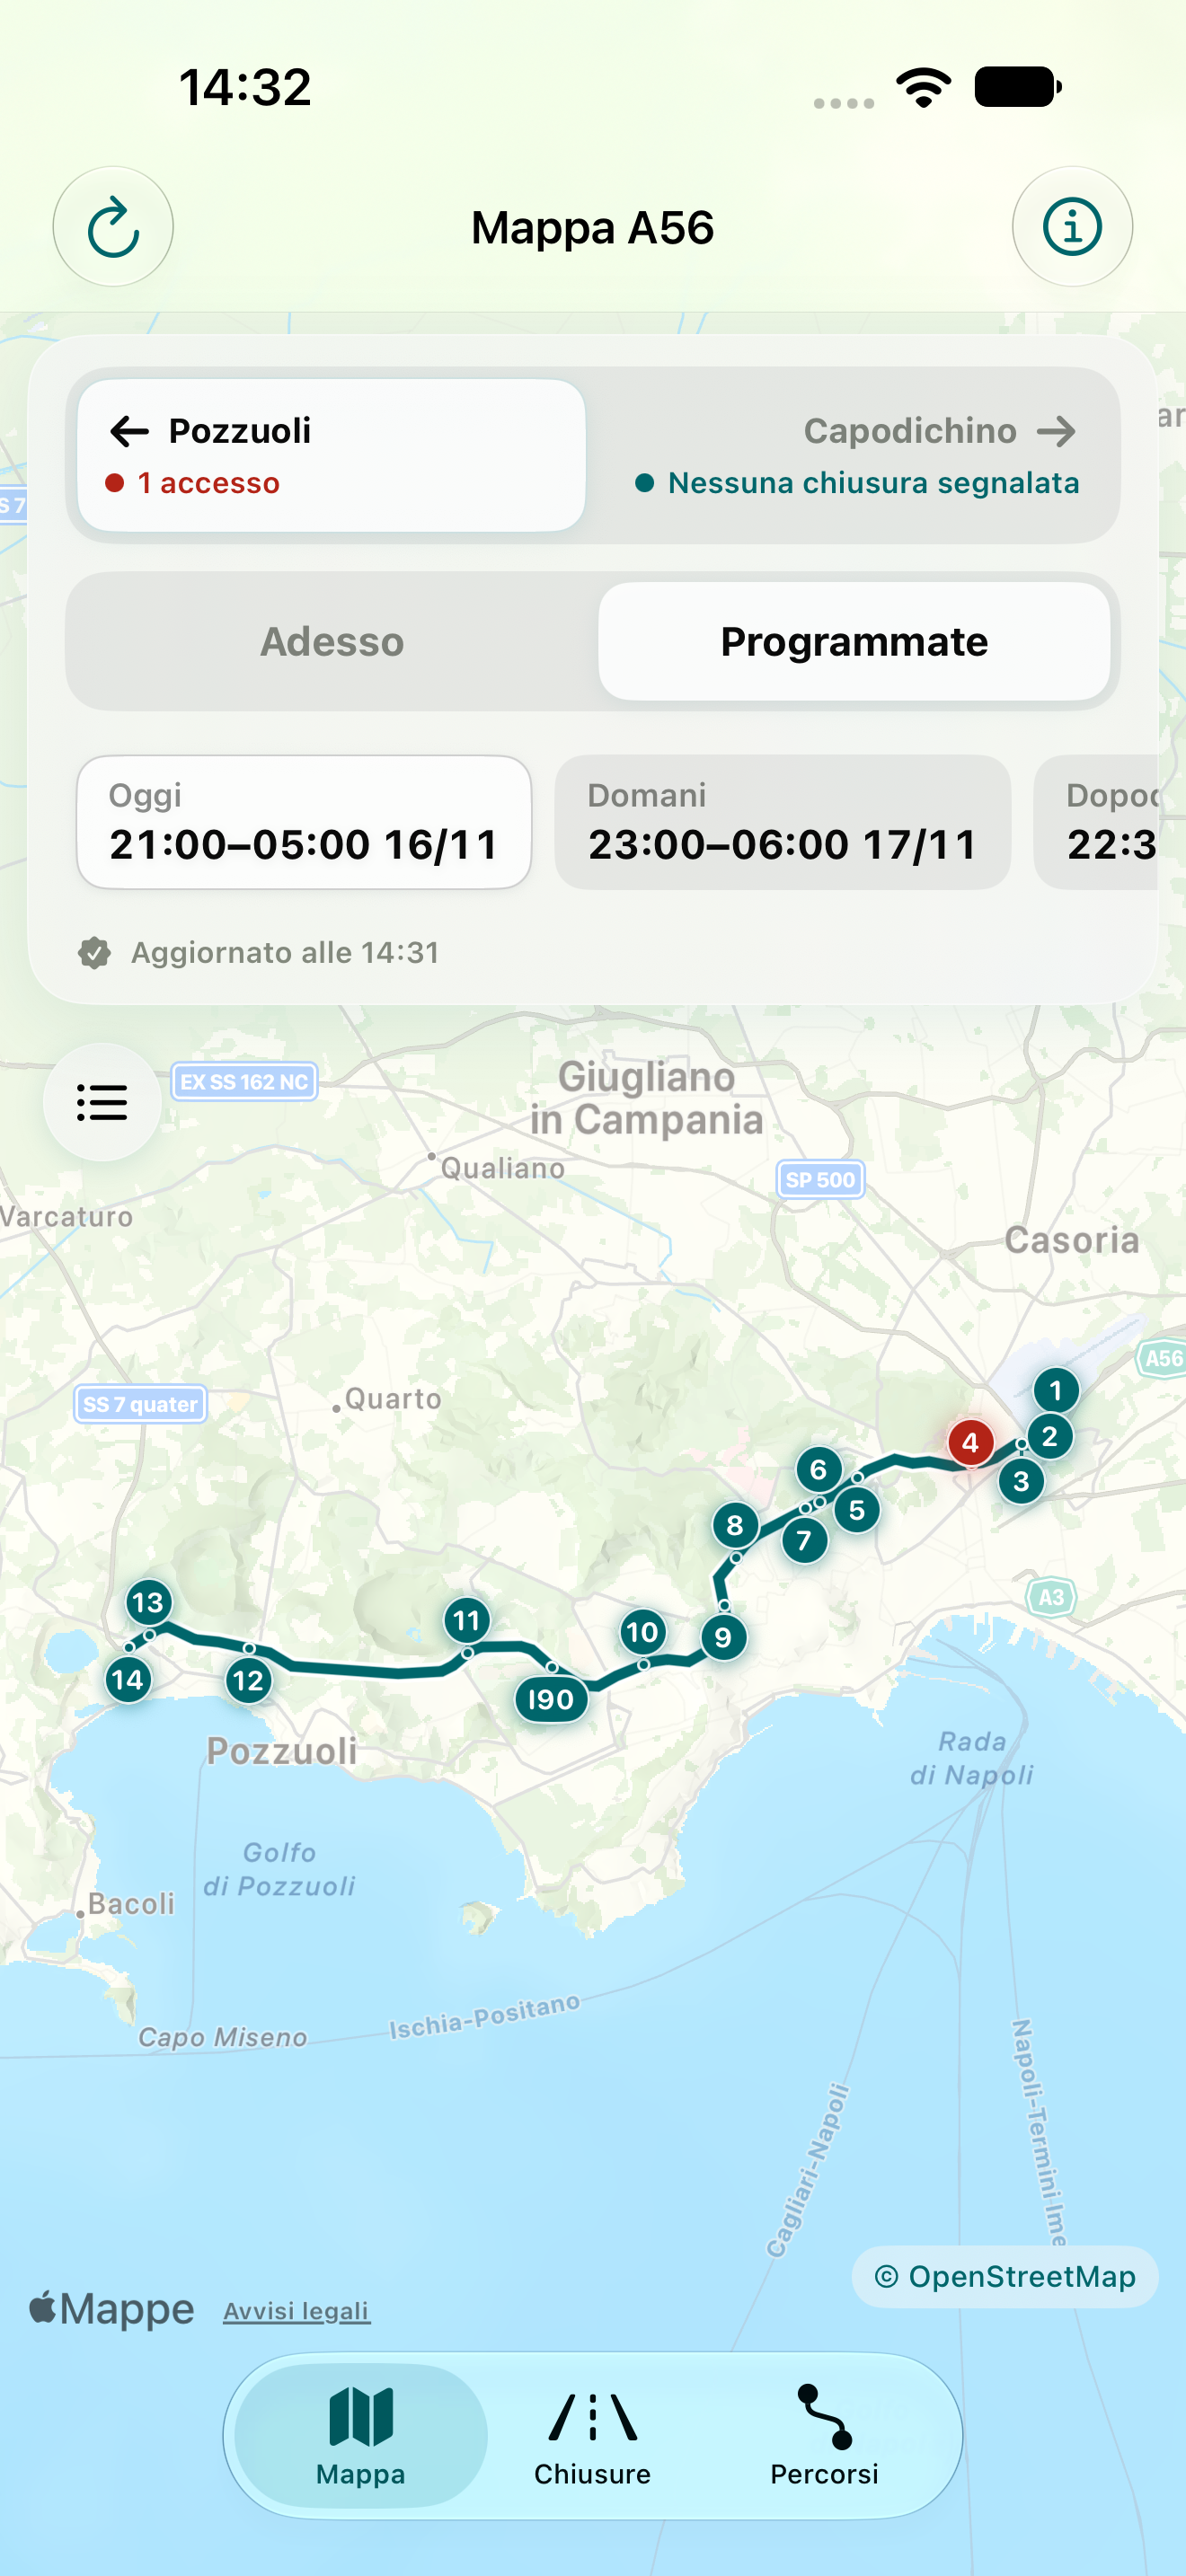 14:32
Mappa A56
Pozzuoli
1 accesso
Capodichino
Nessuna chiusura segnalata
Adesso
Programmate
Oggi
21:00–05:00 16/11
Domani
23:00–06:00 17/11
Aggiornato alle 14:31
EX SS 162 NC
Giugliano
in Campania
Qualiano
SP 500
Varcaturo
Casoria
A56
SS 7 quater
Quarto
1
2
3
4
5
6
7
8
9
10
11
I90
12
13
14
A3
Pozzuoli
Rada
di Napoli
Golfo
di Pozzuoli
Bacoli
Capo Miseno
Ischia-Positano
Cagliari-Napoli
Napoli-Termini Ime
© OpenStreetMap
Mappe
Avvisi legali
Mappa
Chiusure
Percorsi